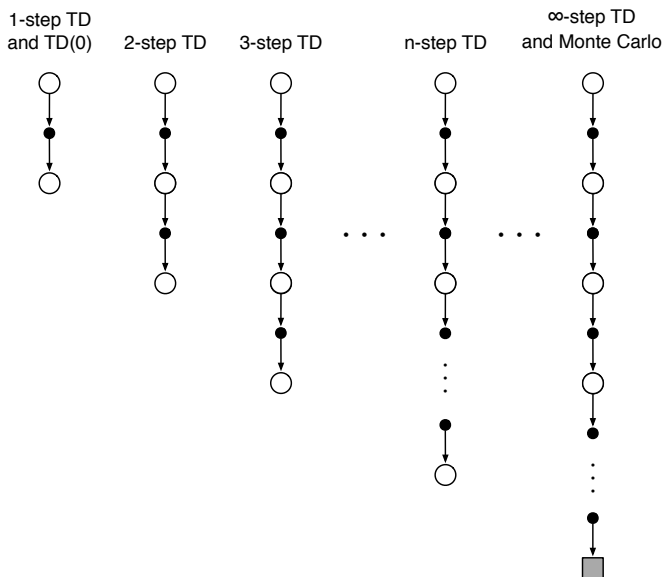 1-step TD
and TD(0)
2-step TD
3-step TD
n-step TD
∞-step TD
and Monte Carlo